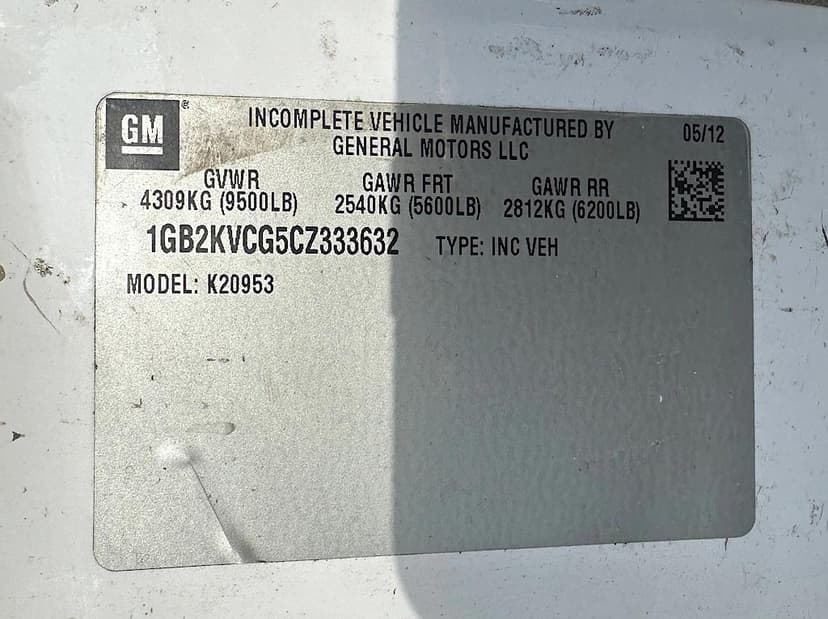 GM® INCOMPLETE VEHICLE MANUFACTURED BY 05/12
GENERAL MOTORS LLC
GVWR GAWR FRT GAWR RR
4309KG (9500LB) 2540KG (5600LB) 2812KG (6200LB)
1GB2KVCG5CZ333632 TYPE: INC VEH
MODEL: K20953